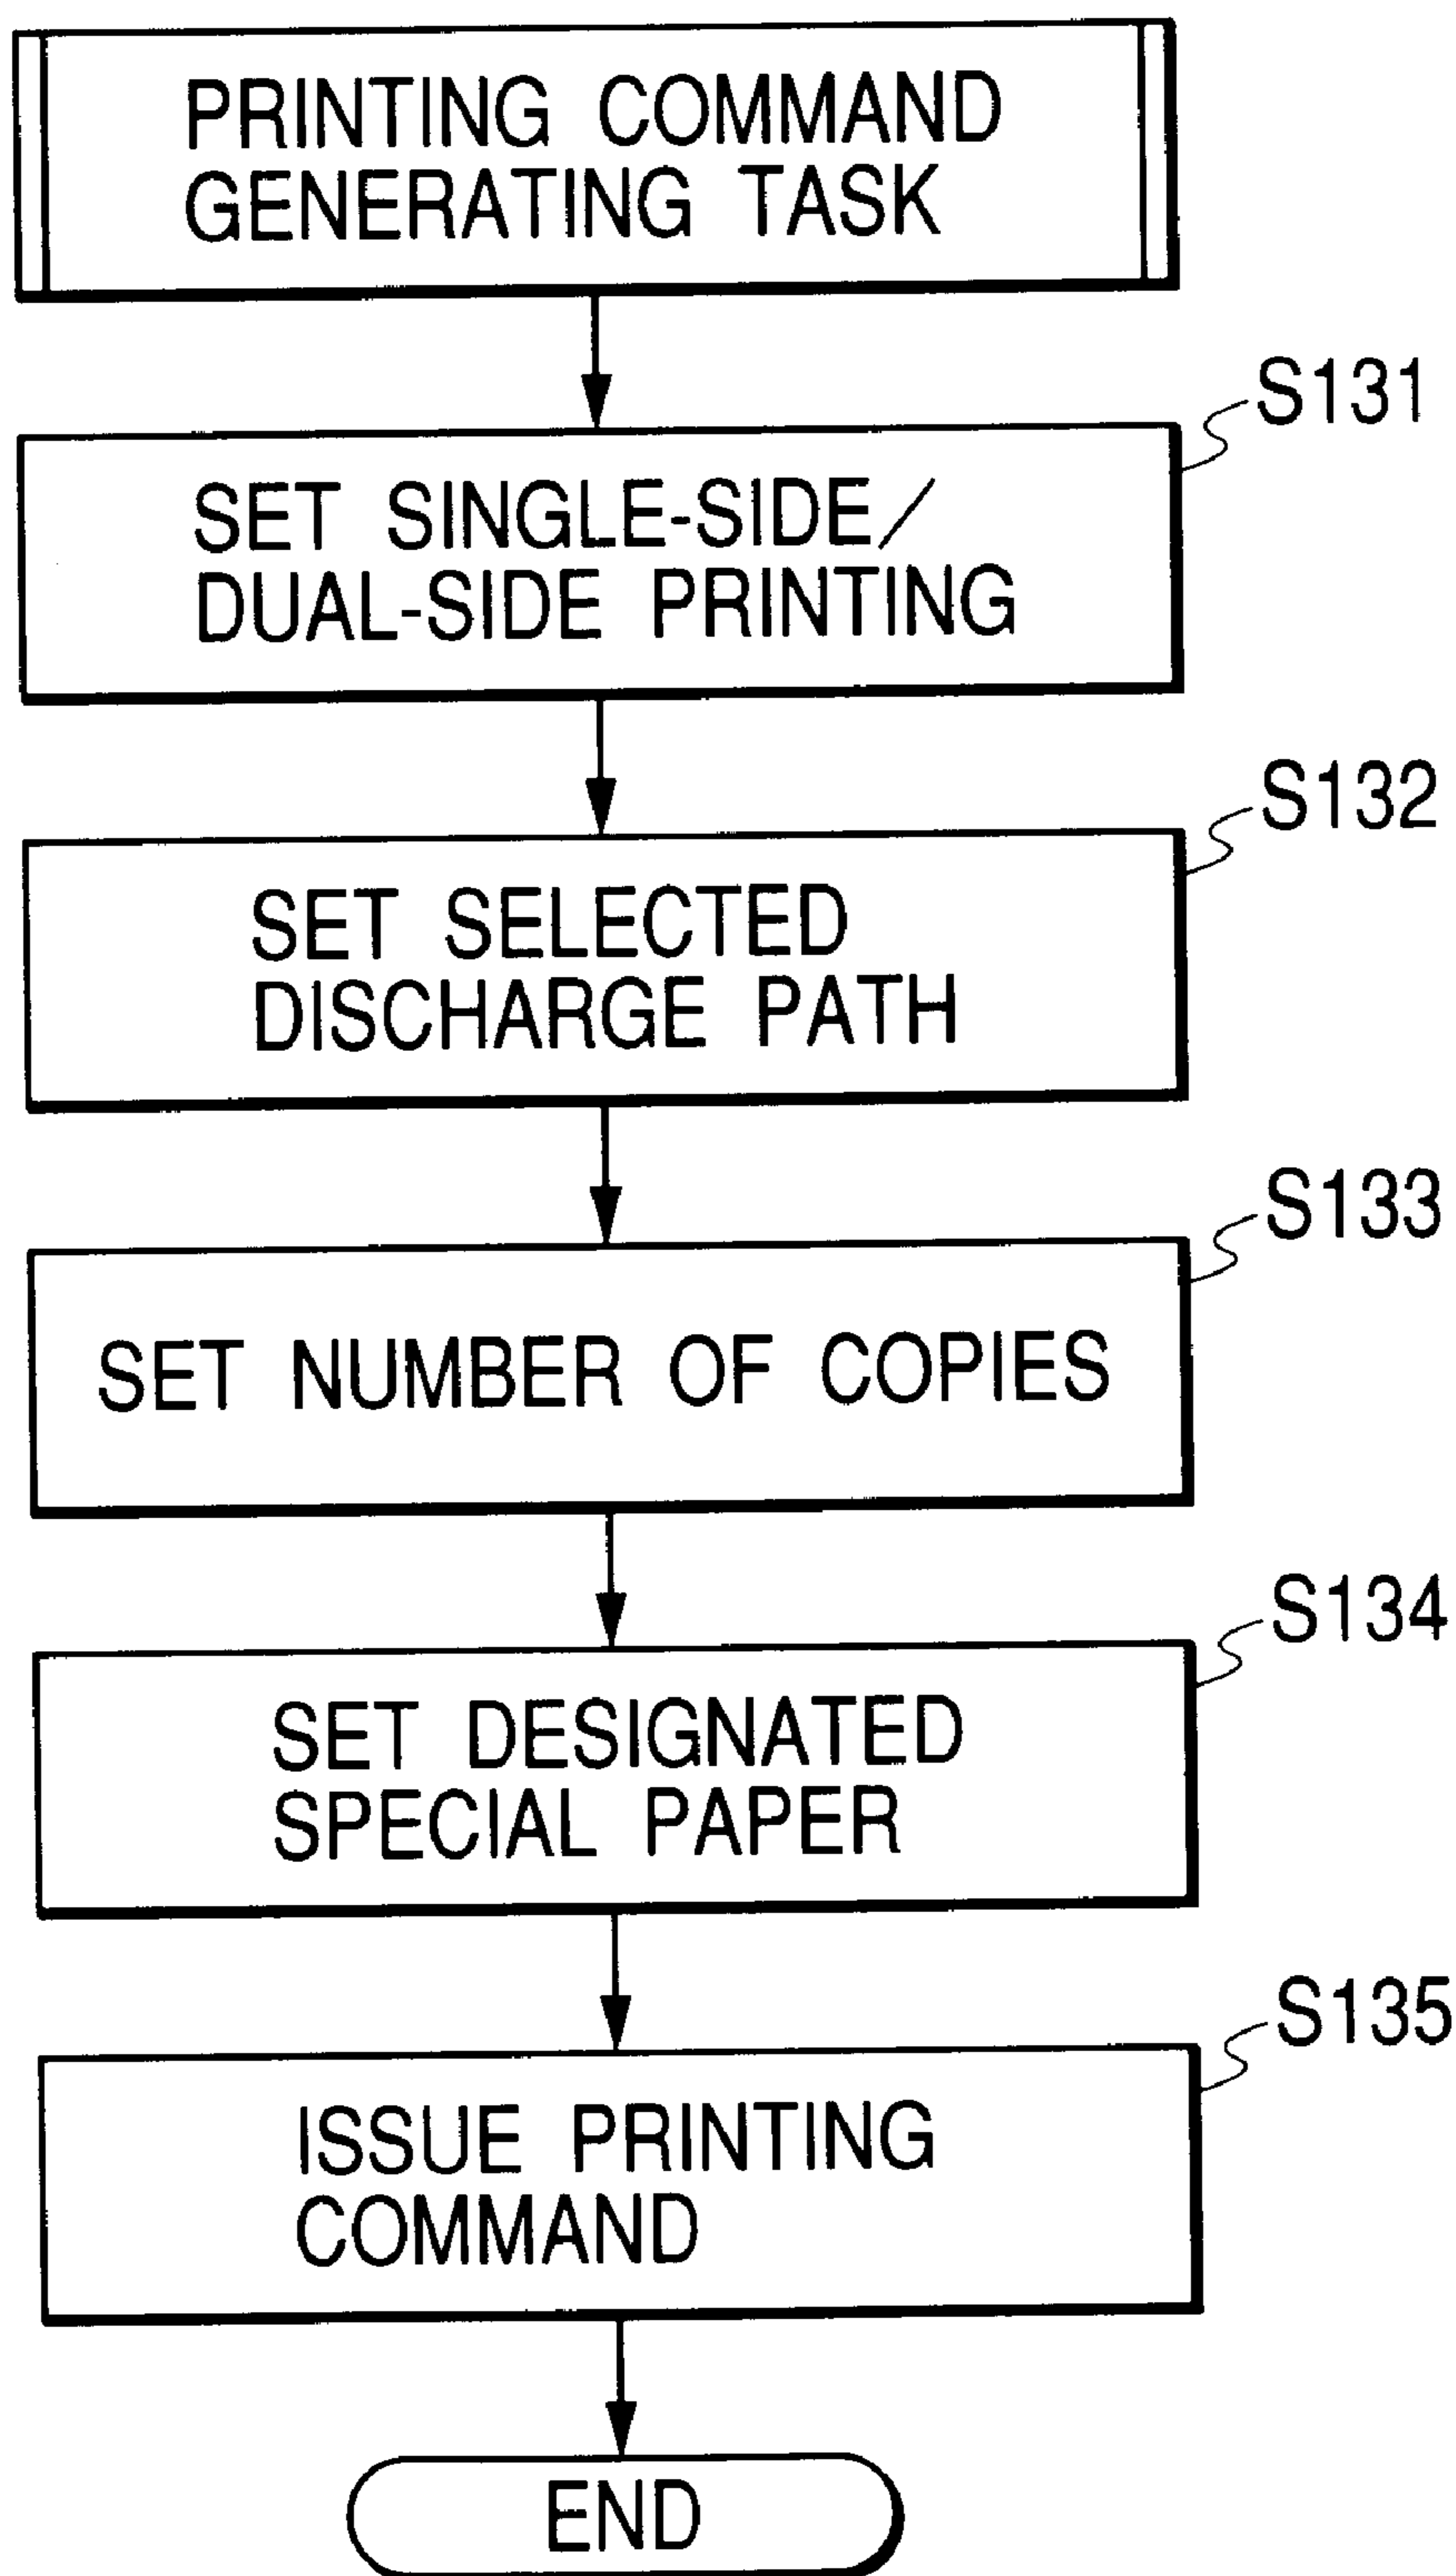 PRINTING COMMAND
GENERATING TASK
S131
SET SINGLE-SIDE/
DUAL-SIDE PRINTING
S132
SET SELECTED
DISCHARGE PATH
S133
SET NUMBER OF COPIES
S134
SET DESIGNATED
SPECIAL PAPER
S135
ISSUE PRINTING
COMMAND
END